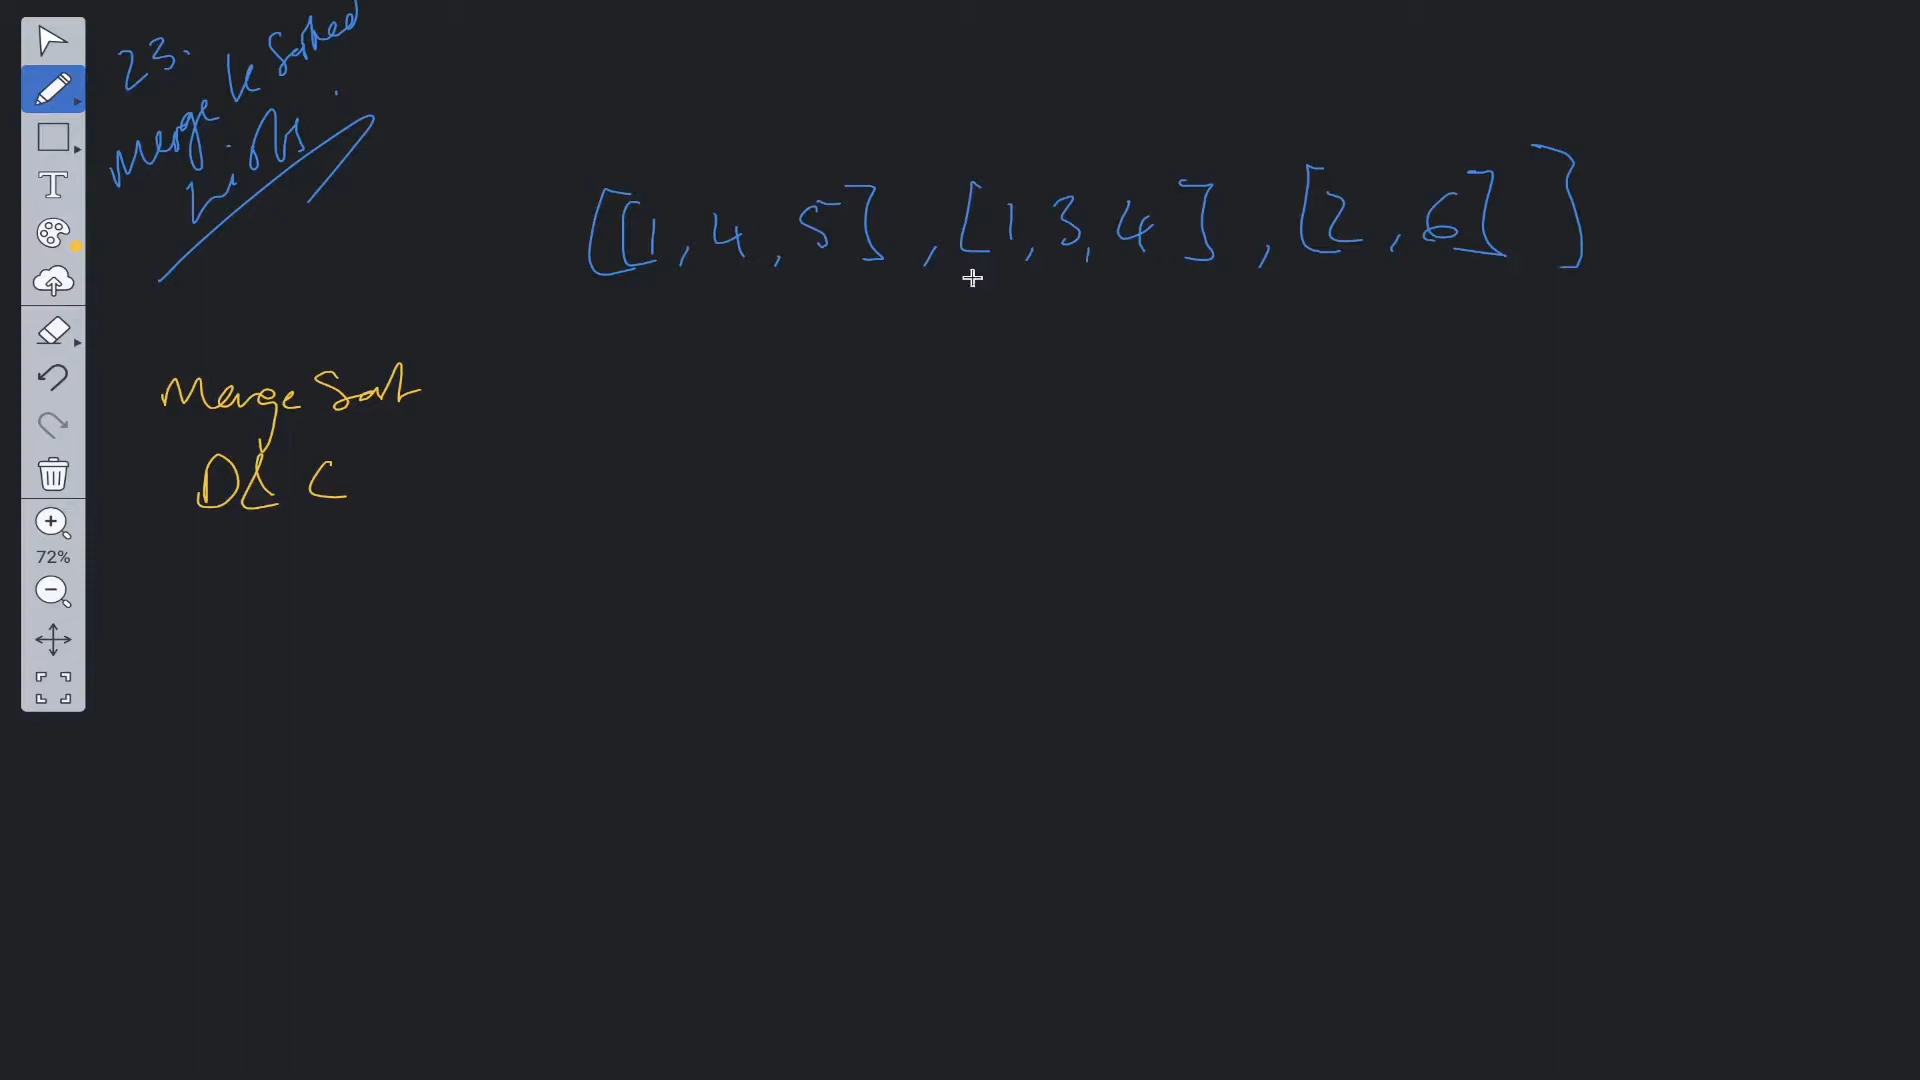 23.
Merge k Sorted
Lists.
[[1, 4, 5], [1, 3, 4], [2, 6]]
Merge Sort
D & C
72%